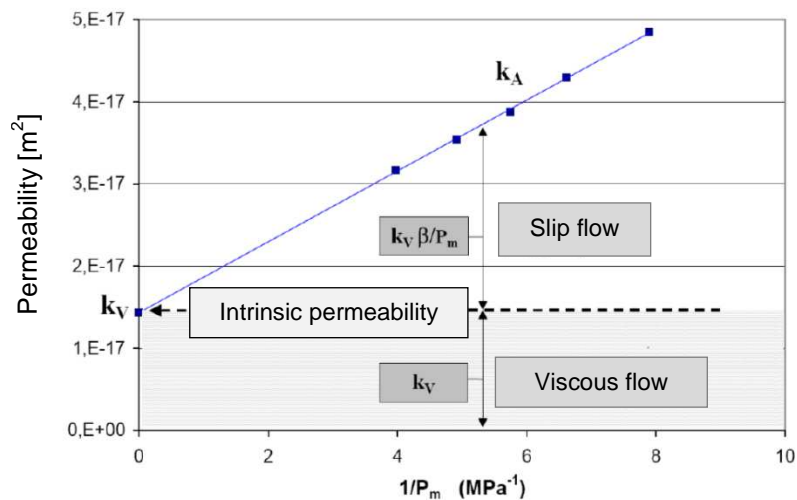 5,E-17
4,E-17
3,E-17
2,E-17
1,E-17
0,E+00
Permeability [m²]
k_A
k_V β/P_m
Slip flow
k_V
Intrinsic permeability
k_V
Viscous flow
0 2 4 6 8 10
1/P_m (MPa⁻¹)